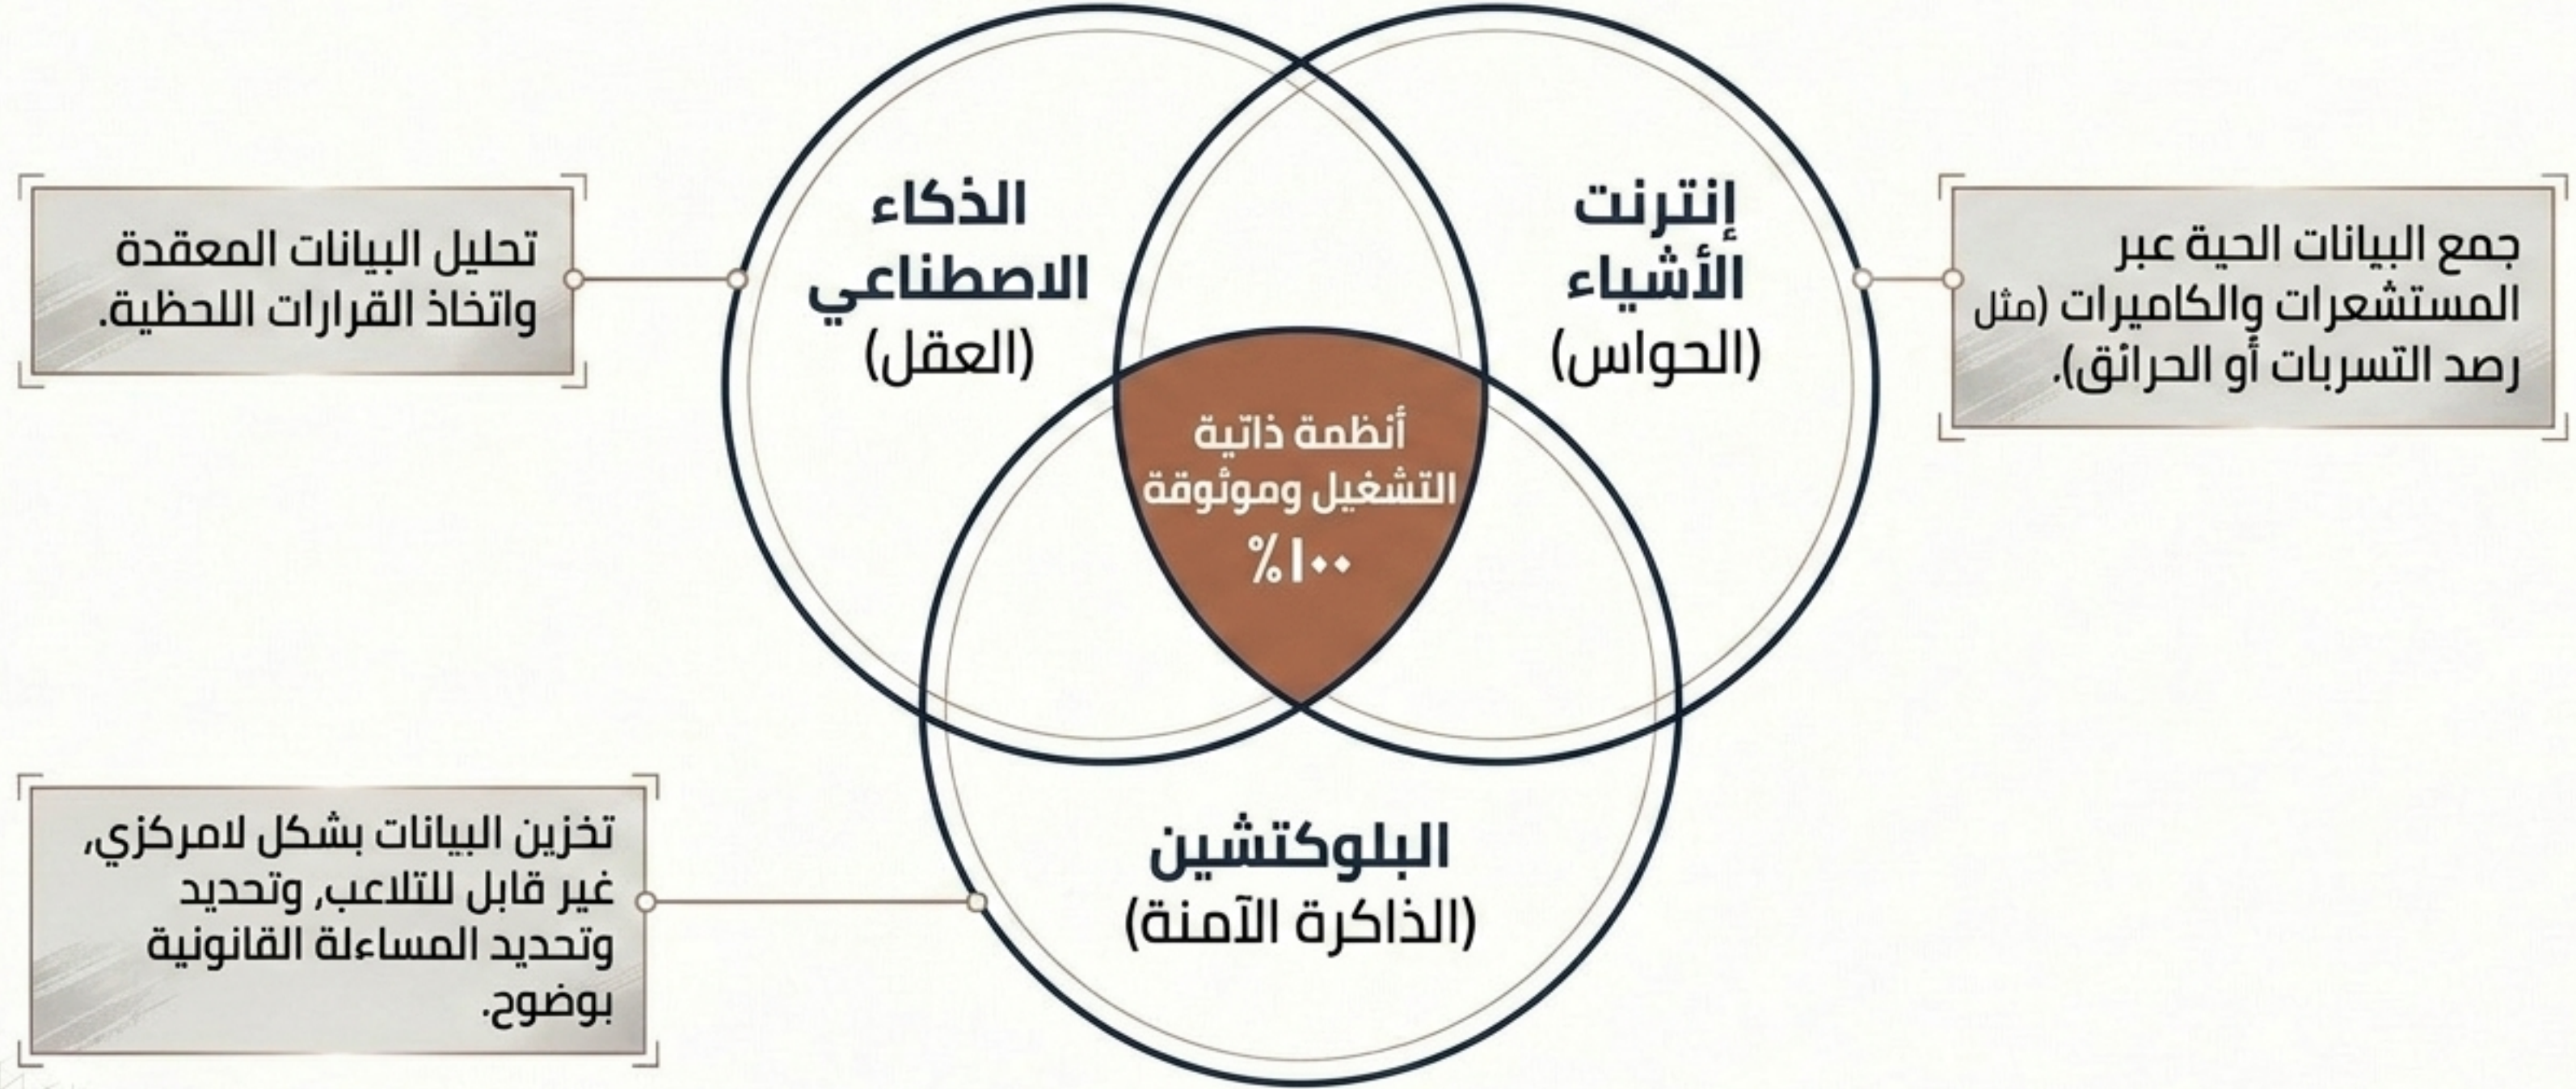 إنترنت
الأشياء
(الحواس)
جمع البيانات الحية عبر
المستشعرات والكاميرات (مثل
رصد التسربات أو الحرائق).
الذكاء
الاصطناعي
(العقل)
تحليل البيانات المعقدة
واتخاذ القرارات اللحظية.
أنظمة ذاتية
التشغيل وموثوقة
١٠٠%
البلوكتشين
(الذاكرة الآمنة)
تخزين البيانات بشكل لامركزي،
غير قابل للتلاعب، وتحديد
وتحديد المساءلة القانونية
بوضوح.